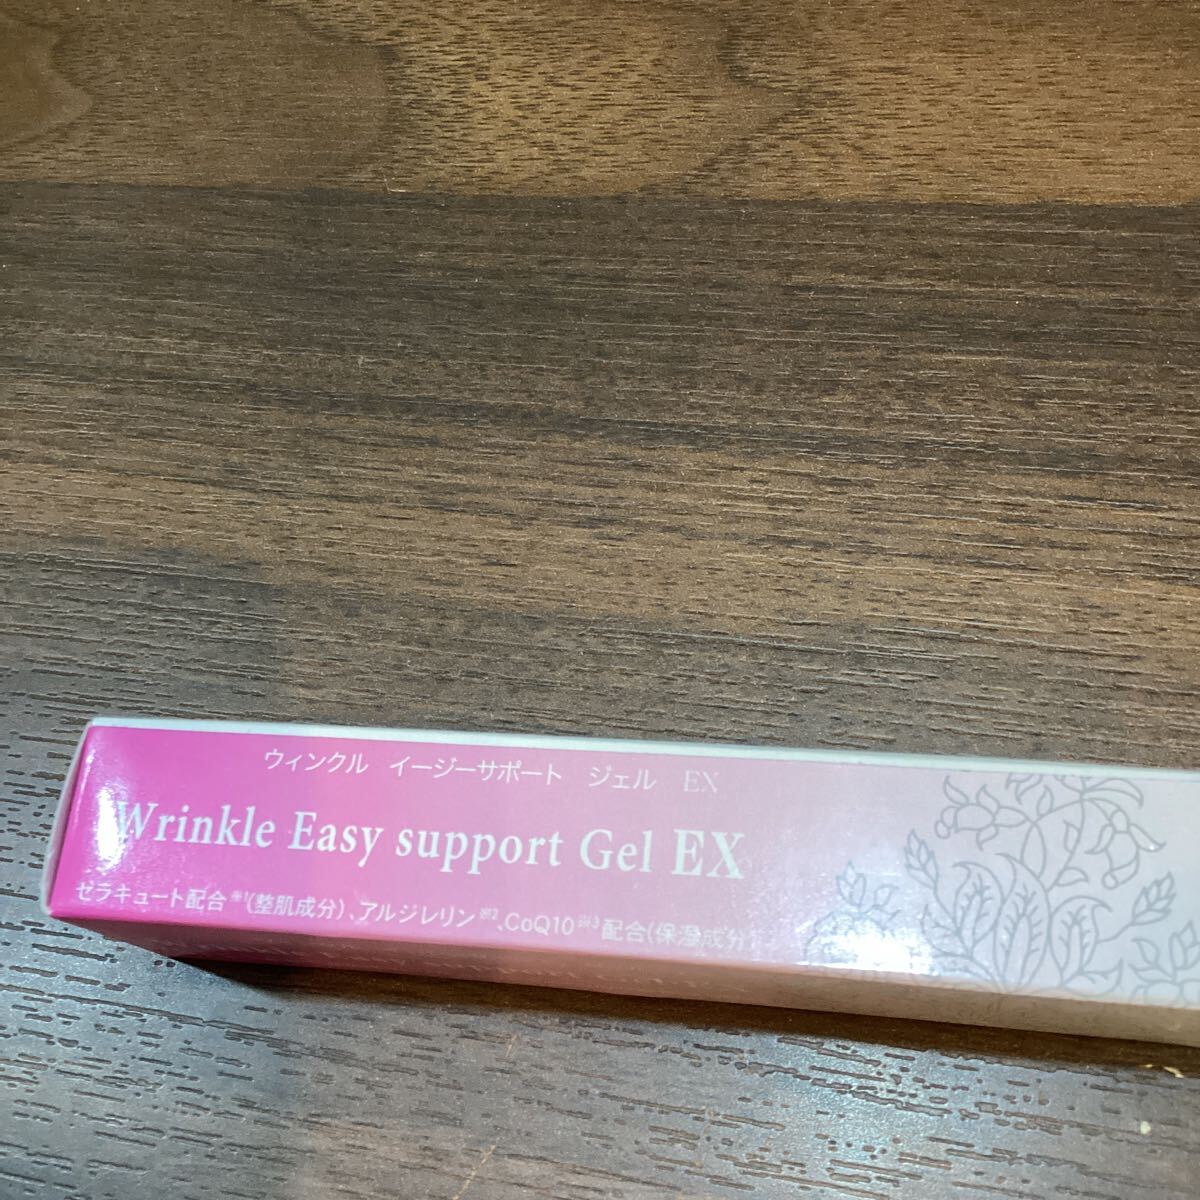 ウィンクル イージーサポート ジェル EX
Wrinkle Easy support Gel EX
ゼラキュート配合※1(整肌成分)、アルジレリン※2、CoQ10※3配合(保湿成分)